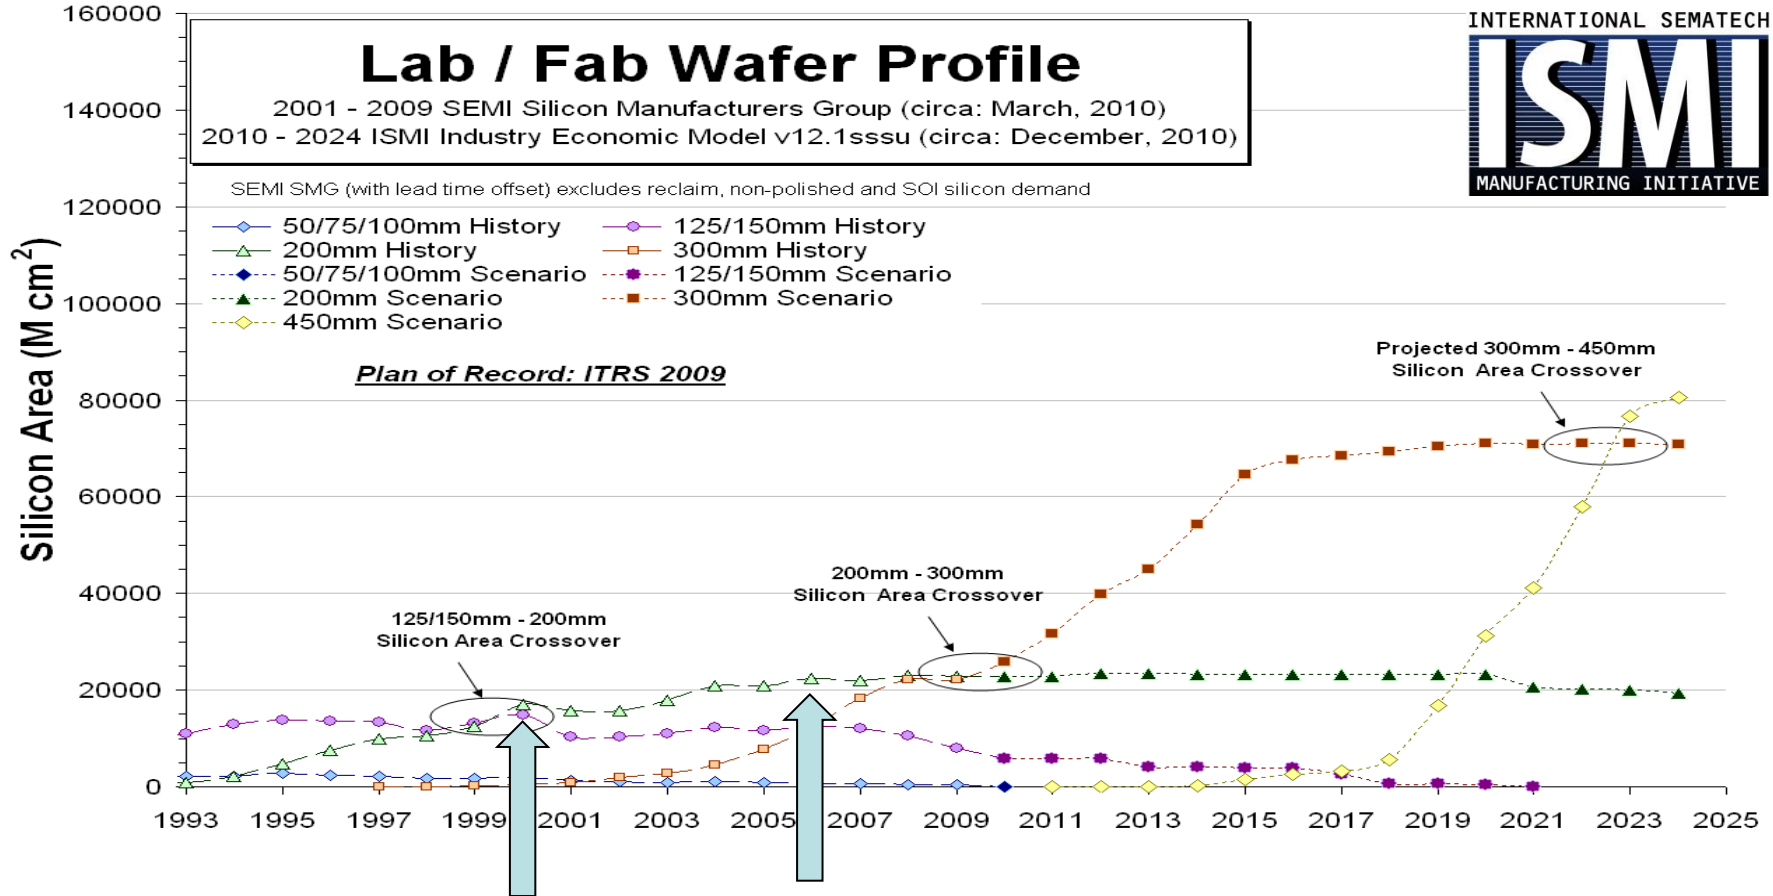 Lab / Fab Wafer Profile
2001 - 2009 SEMI Silicon Manufacturers Group (circa: March, 2010)
2010 - 2024 ISMI Industry Economic Model v12.1sssu (circa: December, 2010)
INTERNATIONAL SEMATECH
ISMI
MANUFACTURING INITIATIVE
SEMI SMG (with lead time offset) excludes reclaim, non-polished and SOI silicon demand
50/75/100mm History
125/150mm History
200mm History
300mm History
50/75/100mm Scenario
125/150mm Scenario
200mm Scenario
300mm Scenario
450mm Scenario
Plan of Record: ITRS 2009
Projected 300mm - 450mm
Silicon Area Crossover
200mm - 300mm
Silicon Area Crossover
125/150mm - 200mm
Silicon Area Crossover
Silicon Area (M cm²)
160000
140000
120000
100000
80000
60000
40000
20000
0
1993 1995 1997 1999 2001 2003 2005 2007 2009 2011 2013 2015 2017 2019 2021 2023 2025